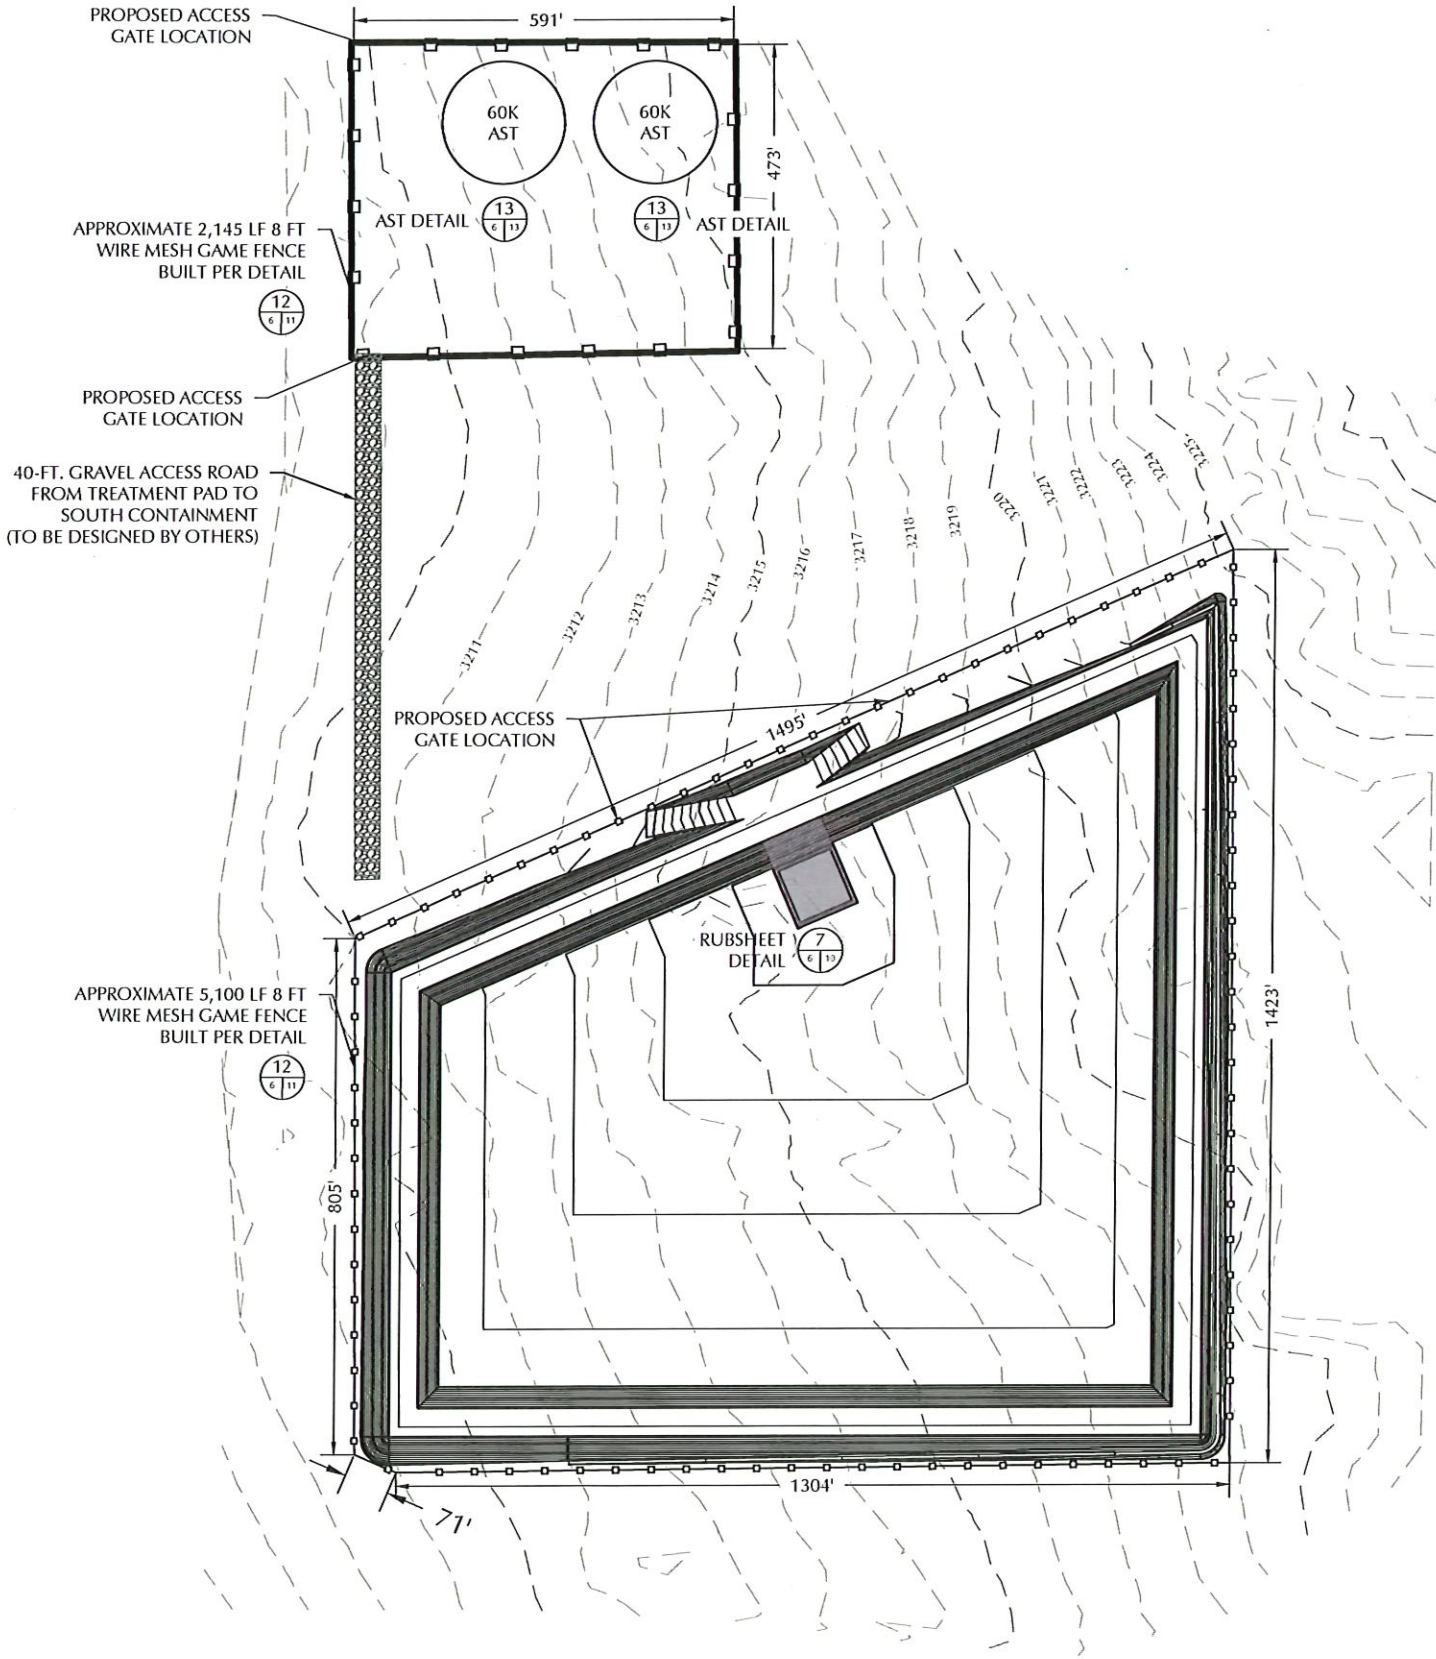 PROPOSED ACCESS
GATE LOCATION
591'
60K
AST
60K
AST
473'
AST DETAIL
13
6 13
13
6 13
AST DETAIL
APPROXIMATE 2,145 LF 8 FT
WIRE MESH GAME FENCE
BUILT PER DETAIL
12
6 11
PROPOSED ACCESS
GATE LOCATION
40-FT. GRAVEL ACCESS ROAD
FROM TREATMENT PAD TO
SOUTH CONTAINMENT
(TO BE DESIGNED BY OTHERS)
3211
3212
3213
3214
3215
3216
3217
3218
3219
3220
3221
3222
3223
3224
3225
PROPOSED ACCESS
GATE LOCATION
1495'
RUBSHEET
DETAIL
7
6 10
1423'
APPROXIMATE 5,100 LF 8 FT
WIRE MESH GAME FENCE
BUILT PER DETAIL
12
6 11
805'
1304'
71'